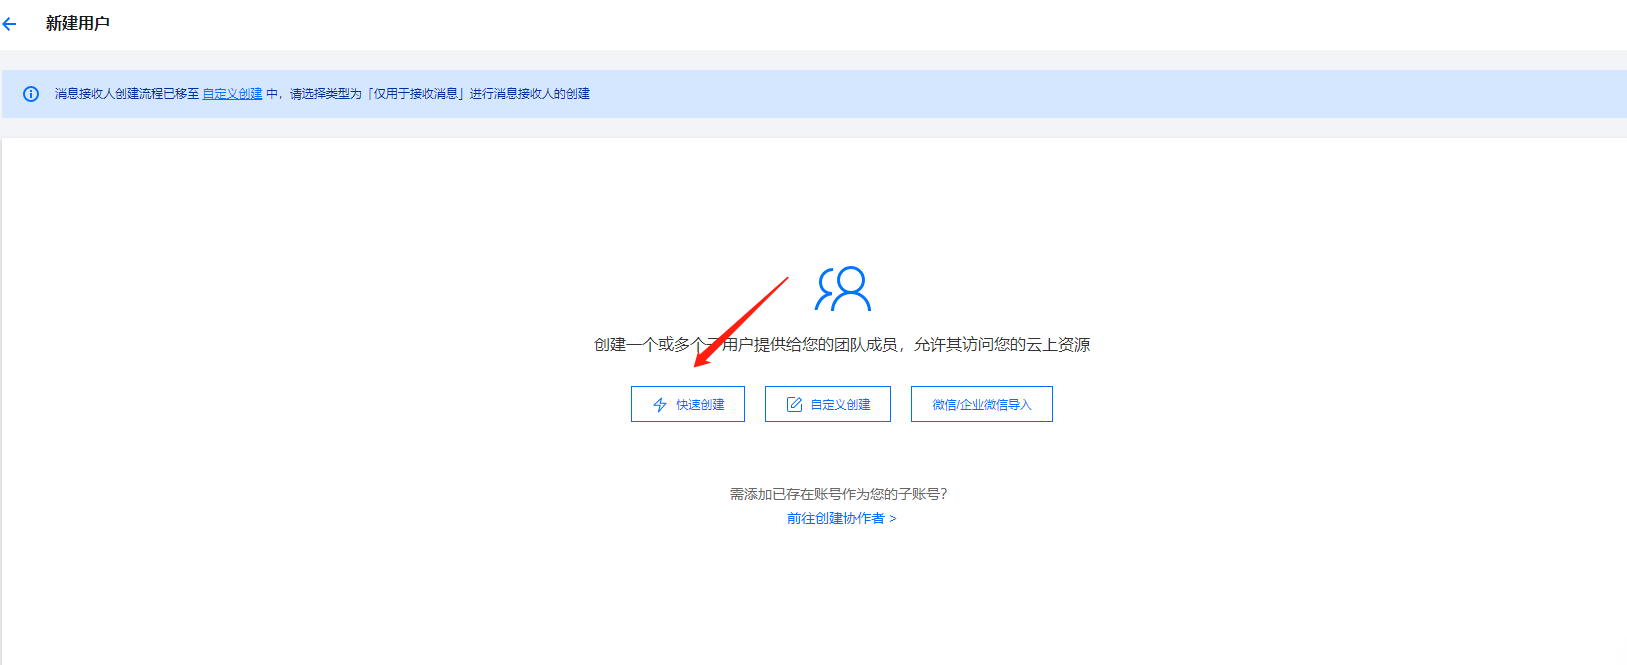 新建用户
消息接收人创建流程已移至 自定义创建 中，请选择类型为「仅用于接收消息」进行消息接收人的创建
创建一个或多个子用户提供给您的团队成员，允许其访问您的云上资源
快速创建
自定义创建
微信/企业微信导入
需添加已存在账号作为您的子账号？
前往创建协作者 >